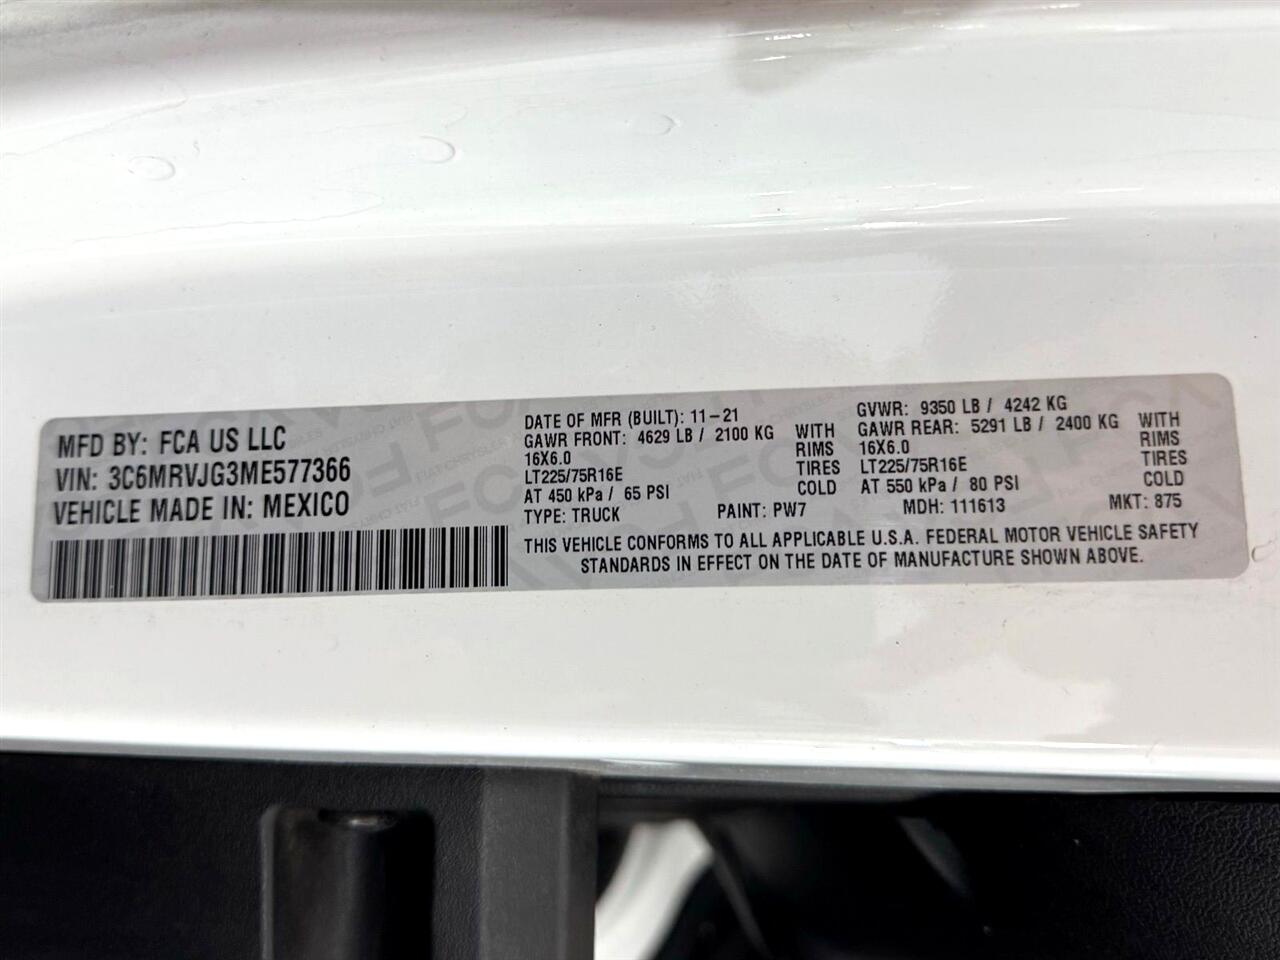 MFD BY: FCA US LLC
VIN: 3C6MRVJG3ME577366
VEHICLE MADE IN: MEXICO
DATE OF MFR (BUILT): 11-21
GAWR FRONT: 4629 LB / 2100 KG WITH
16X6.0 RIMS
LT225/75R16E TIRES
AT 450 kPa / 65 PSI COLD
TYPE: TRUCK PAINT: PW7
GVWR: 9350 LB / 4242 KG
GAWR REAR: 5291 LB / 2400 KG WITH
16X6.0 RIMS
LT225/75R16E TIRES
AT 550 kPa / 80 PSI COLD
MDH: 111613 MKT: 875
THIS VEHICLE CONFORMS TO ALL APPLICABLE U.S.A. FEDERAL MOTOR VEHICLE SAFETY
STANDARDS IN EFFECT ON THE DATE OF MANUFACTURE SHOWN ABOVE.